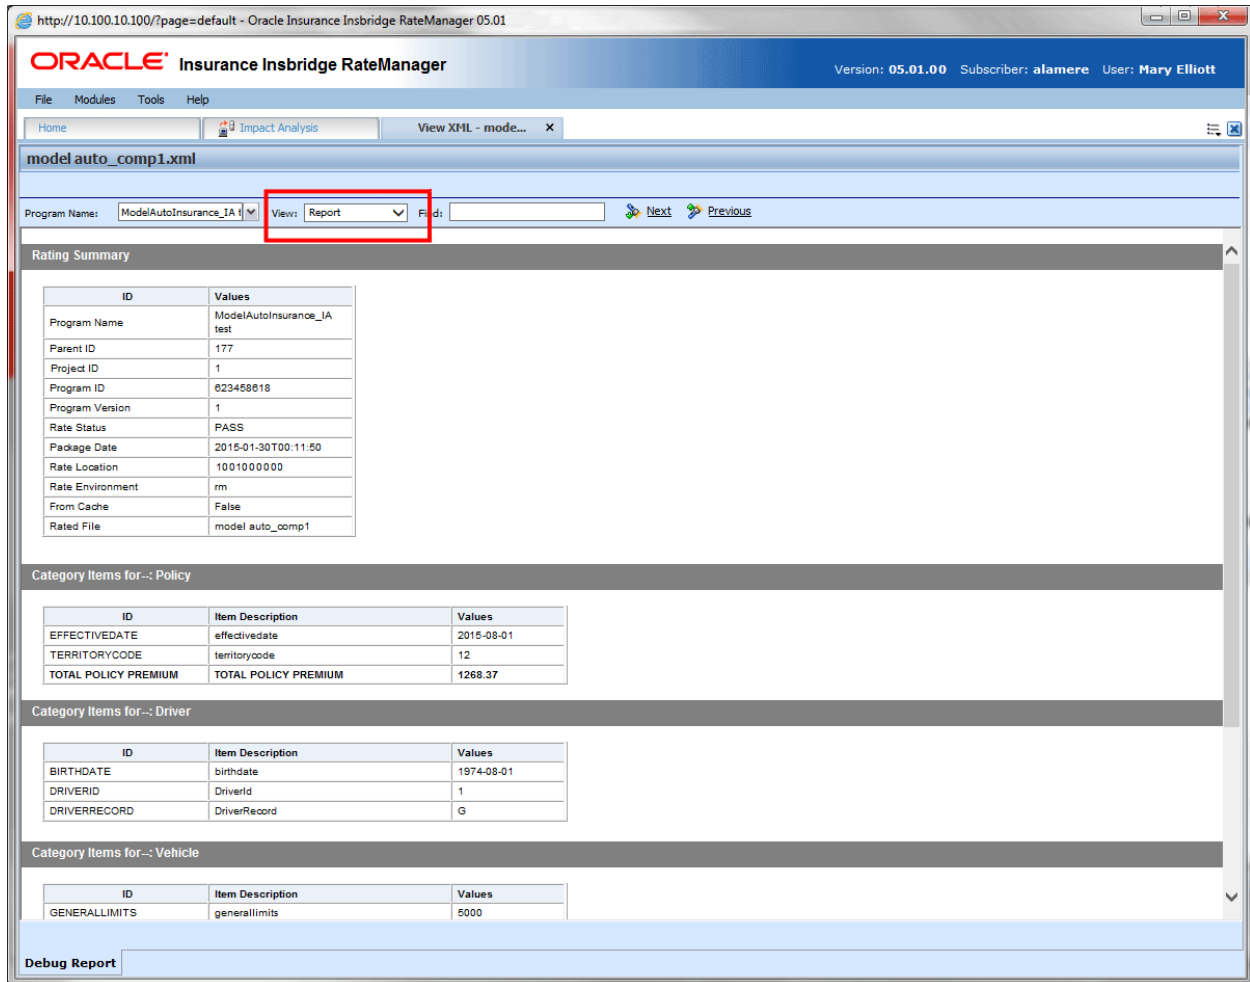 http://10.100.10.100/?page=default - Oracle Insurance Insbridge RateManager 05.01
ORACLE Insurance Insbridge RateManager
Version: 05.01.00 Subscriber: alamere User: Mary Elliott
File Modules Tools Help
Home Impact Analysis View XML - mode... x
model auto_comp1.xml
Program Name: ModelAutoInsurance_IA t View: Report Find: Next Previous
Rating Summary
ID Values
Program Name ModelAutoInsurance_IA
test
Parent ID 177
Project ID 1
Program ID 623458618
Program Version 1
Rate Status PASS
Package Date 2015-01-30T00:11:50
Rate Location 1001000000
Rate Environment rm
From Cache False
Rated File model auto_comp1
Category Items for--: Policy
ID Item Description Values
EFFECTIVEDATE effectivedate 2015-08-01
TERRITORYCODE territorycode 12
TOTAL POLICY PREMIUM TOTAL POLICY PREMIUM 1268.37
Category Items for--: Driver
ID Item Description Values
BIRTHDATE birthdate 1974-08-01
DRIVERID DriverId 1
DRIVERRECORD DriverRecord G
Category Items for--: Vehicle
ID Item Description Values
GENERALLIMITS generallimits 5000
Debug Report